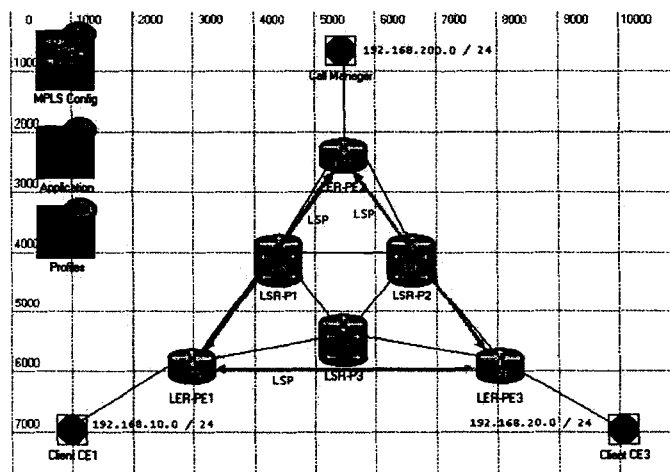 0 1000 2000 3000 4000 5000 6000 7000 8000 9000 10000
192.168.200.0 / 24
1000
MPLS Config
Call Manager
2000
Application
LER-PE2
3000
LSP
LSP
4000
Profiles
LSR-P1
LSR-P2
5000
6000
LSR-P3
LER-PE1
LSP
LER-PE3
7000
192.168.10.0 / 24
192.168.20.0 / 24
Client CE1
Client CE3